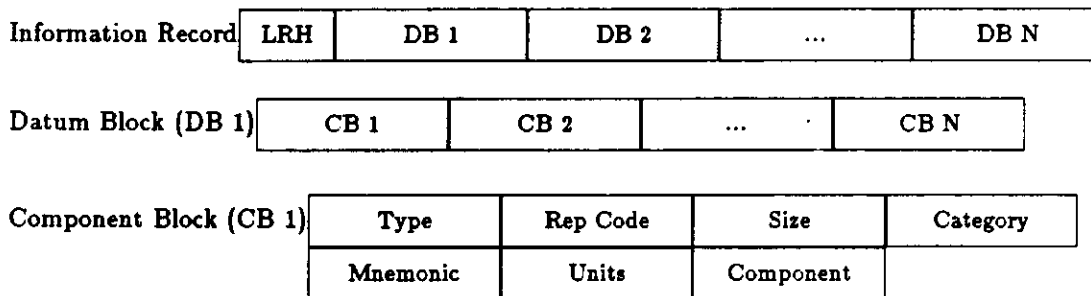 Information Record LRH DB 1 DB 2 ... DB N
Datum Block (DB 1) CB 1 CB 2 ... CB N
Component Block (CB 1) Type Rep Code Size Category
Mnemonic Units Component